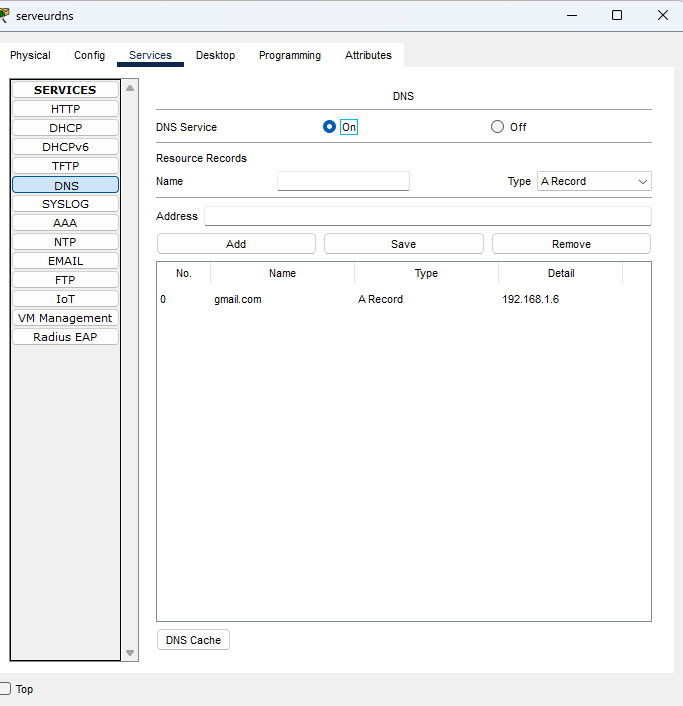 serveurdns
Physical Config Services Desktop Programming Attributes
SERVICES
HTTP
DHCP
DHCPv6
TFTP
DNS
SYSLOG
AAA
NTP
EMAIL
FTP
IoT
VM Management
Radius EAP
DNS
DNS Service On Off
Resource Records
Name Type A Record
Address
Add Save Remove
No. Name Type Detail
0 gmail.com A Record 192.168.1.6
DNS Cache
Top